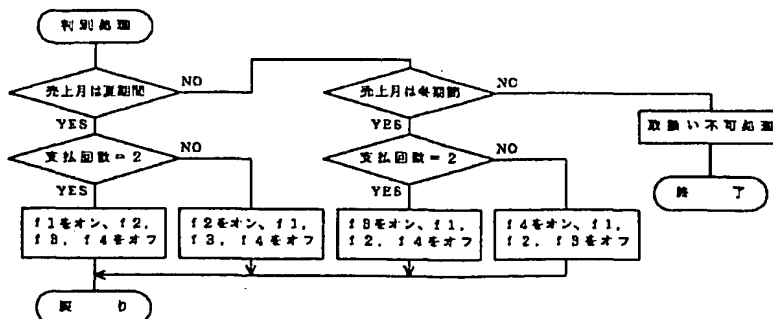 判別処理
売上月は夏期間
NO
売上月は冬期間
NO
取扱い不可処理
YES
YES
支払回数=2
NO
支払回数=2
NO
終 了
YES
YES
f1をオン、f2,
f3, f4をオフ
f2をオン、f1,
f3, f4をオフ
f3をオン、f1,
f2, f4をオフ
f4をオン、f1,
f2, f3をオフ
戻 り